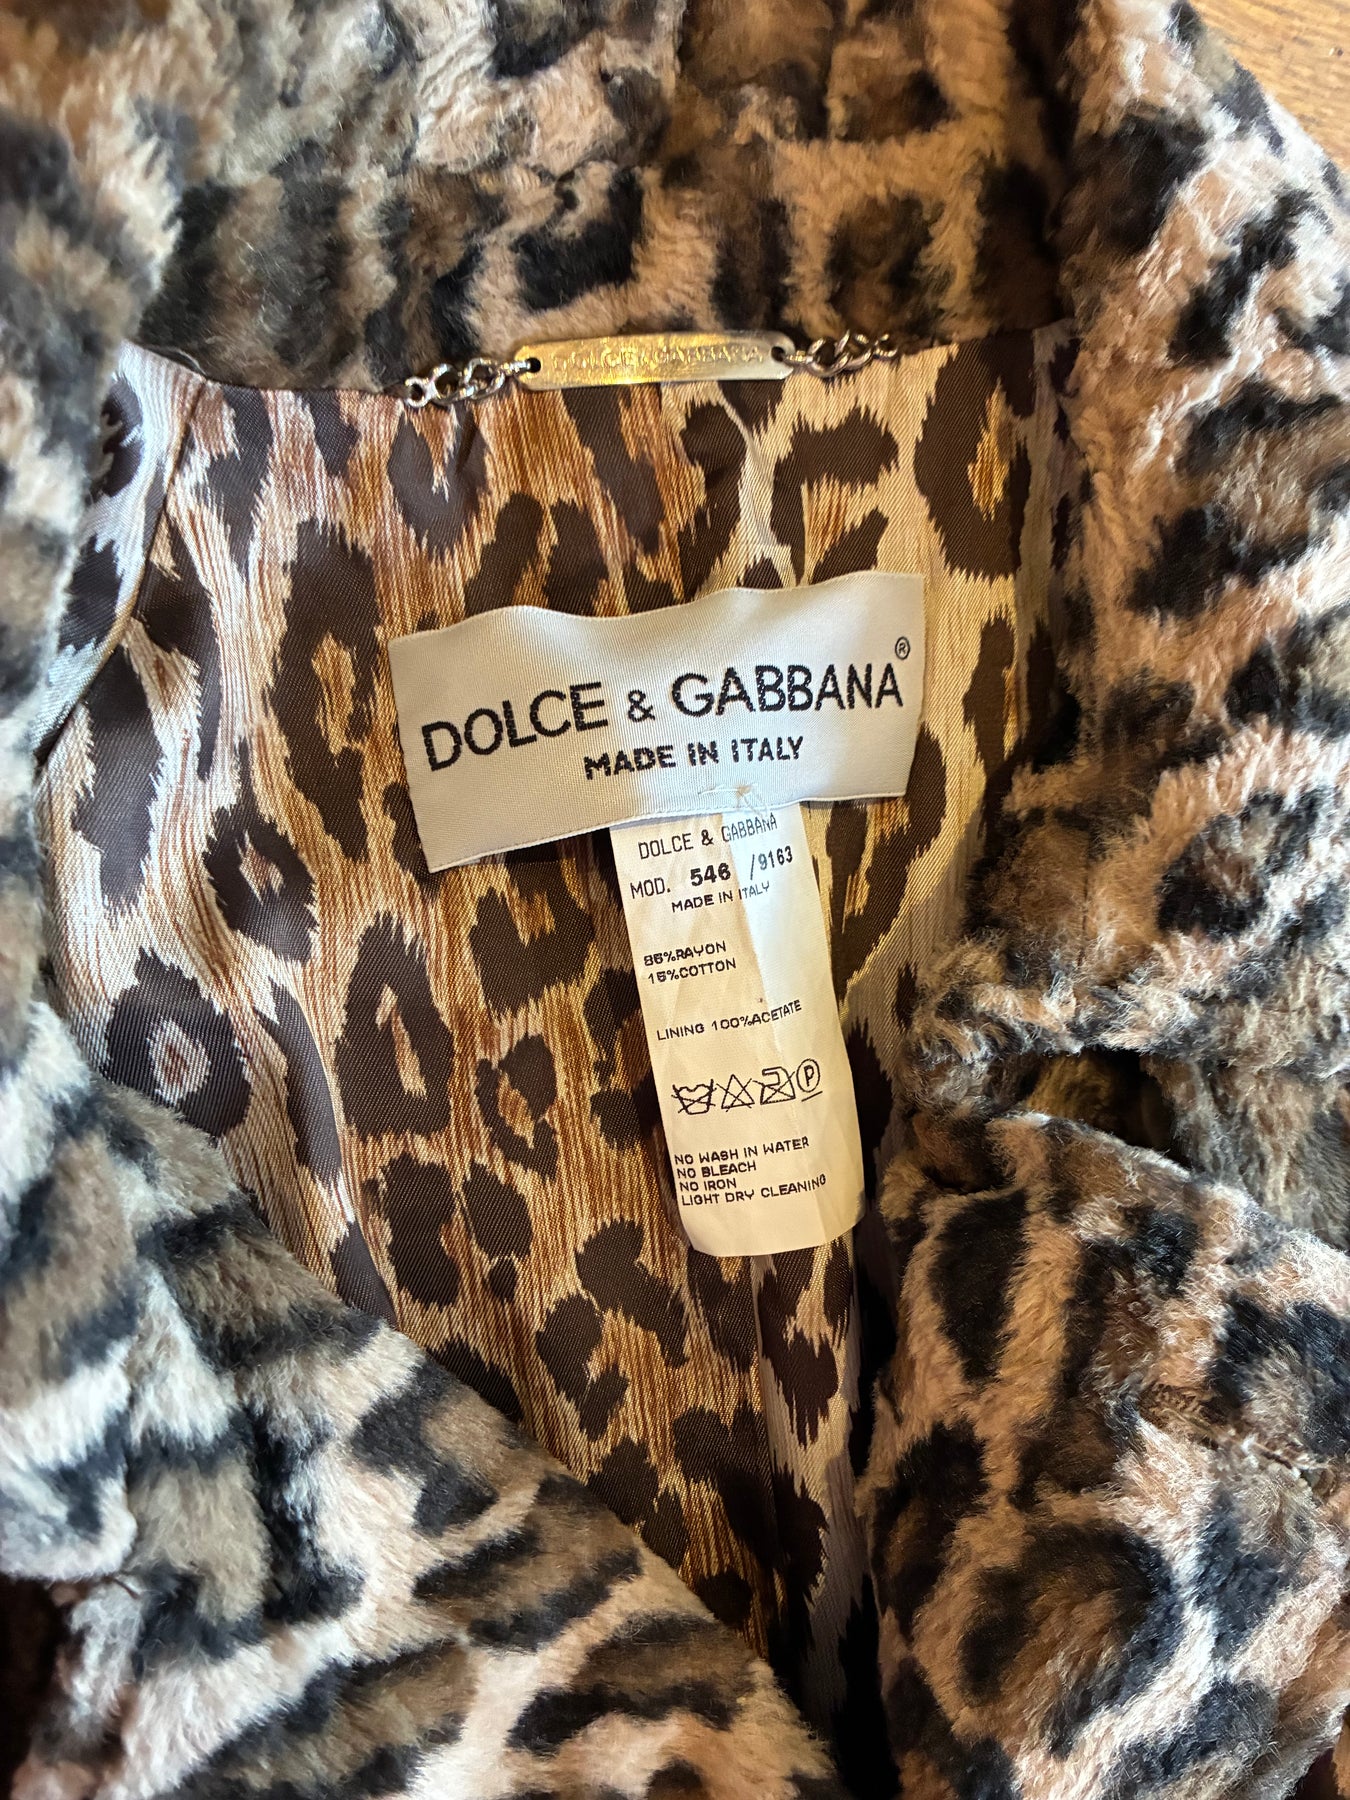 DOLCE & GABBANA
DOLCE & GABBANA®
MADE IN ITALY
DOLCE & GABBANA
MOD. 546 /9163
MADE IN ITALY
85%RAYON
15%COTTON
LINING 100%ACETATE
P
NO WASH IN WATER
NO BLEACH
NO IRON
LIGHT DRY CLEANING